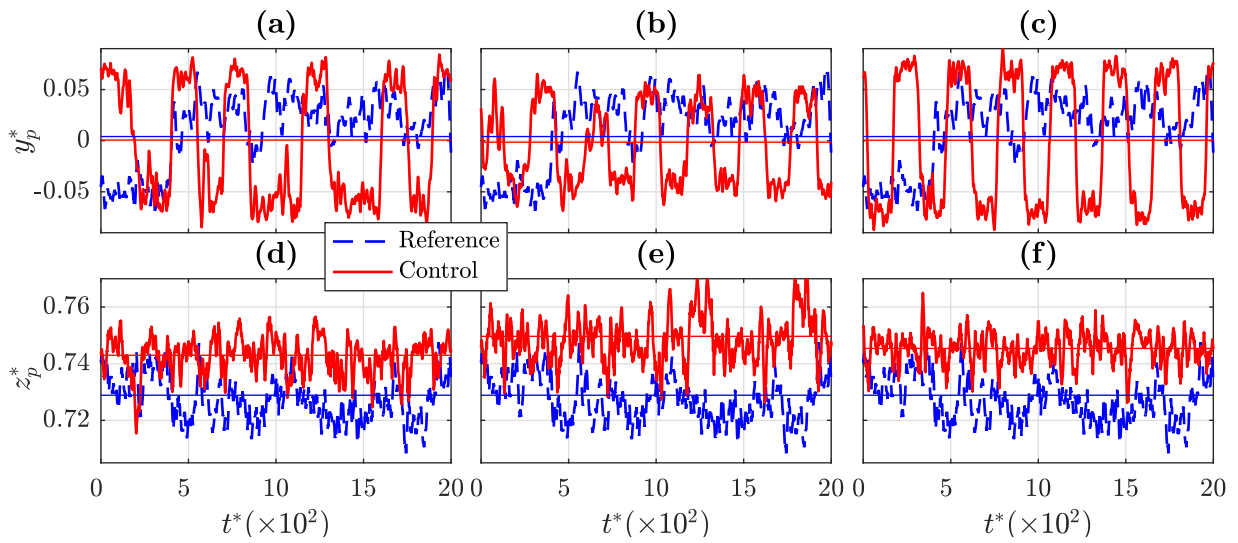 (a) (b) (c)
0.05
0
-0.05
y*p
Reference
Control
(d) (e) (f)
0.76
0.74
0.72
z*p
0 5 10 15 20 0 5 10 15 20 0 5 10 15 20
t*(×10²) t*(×10²) t*(×10²)